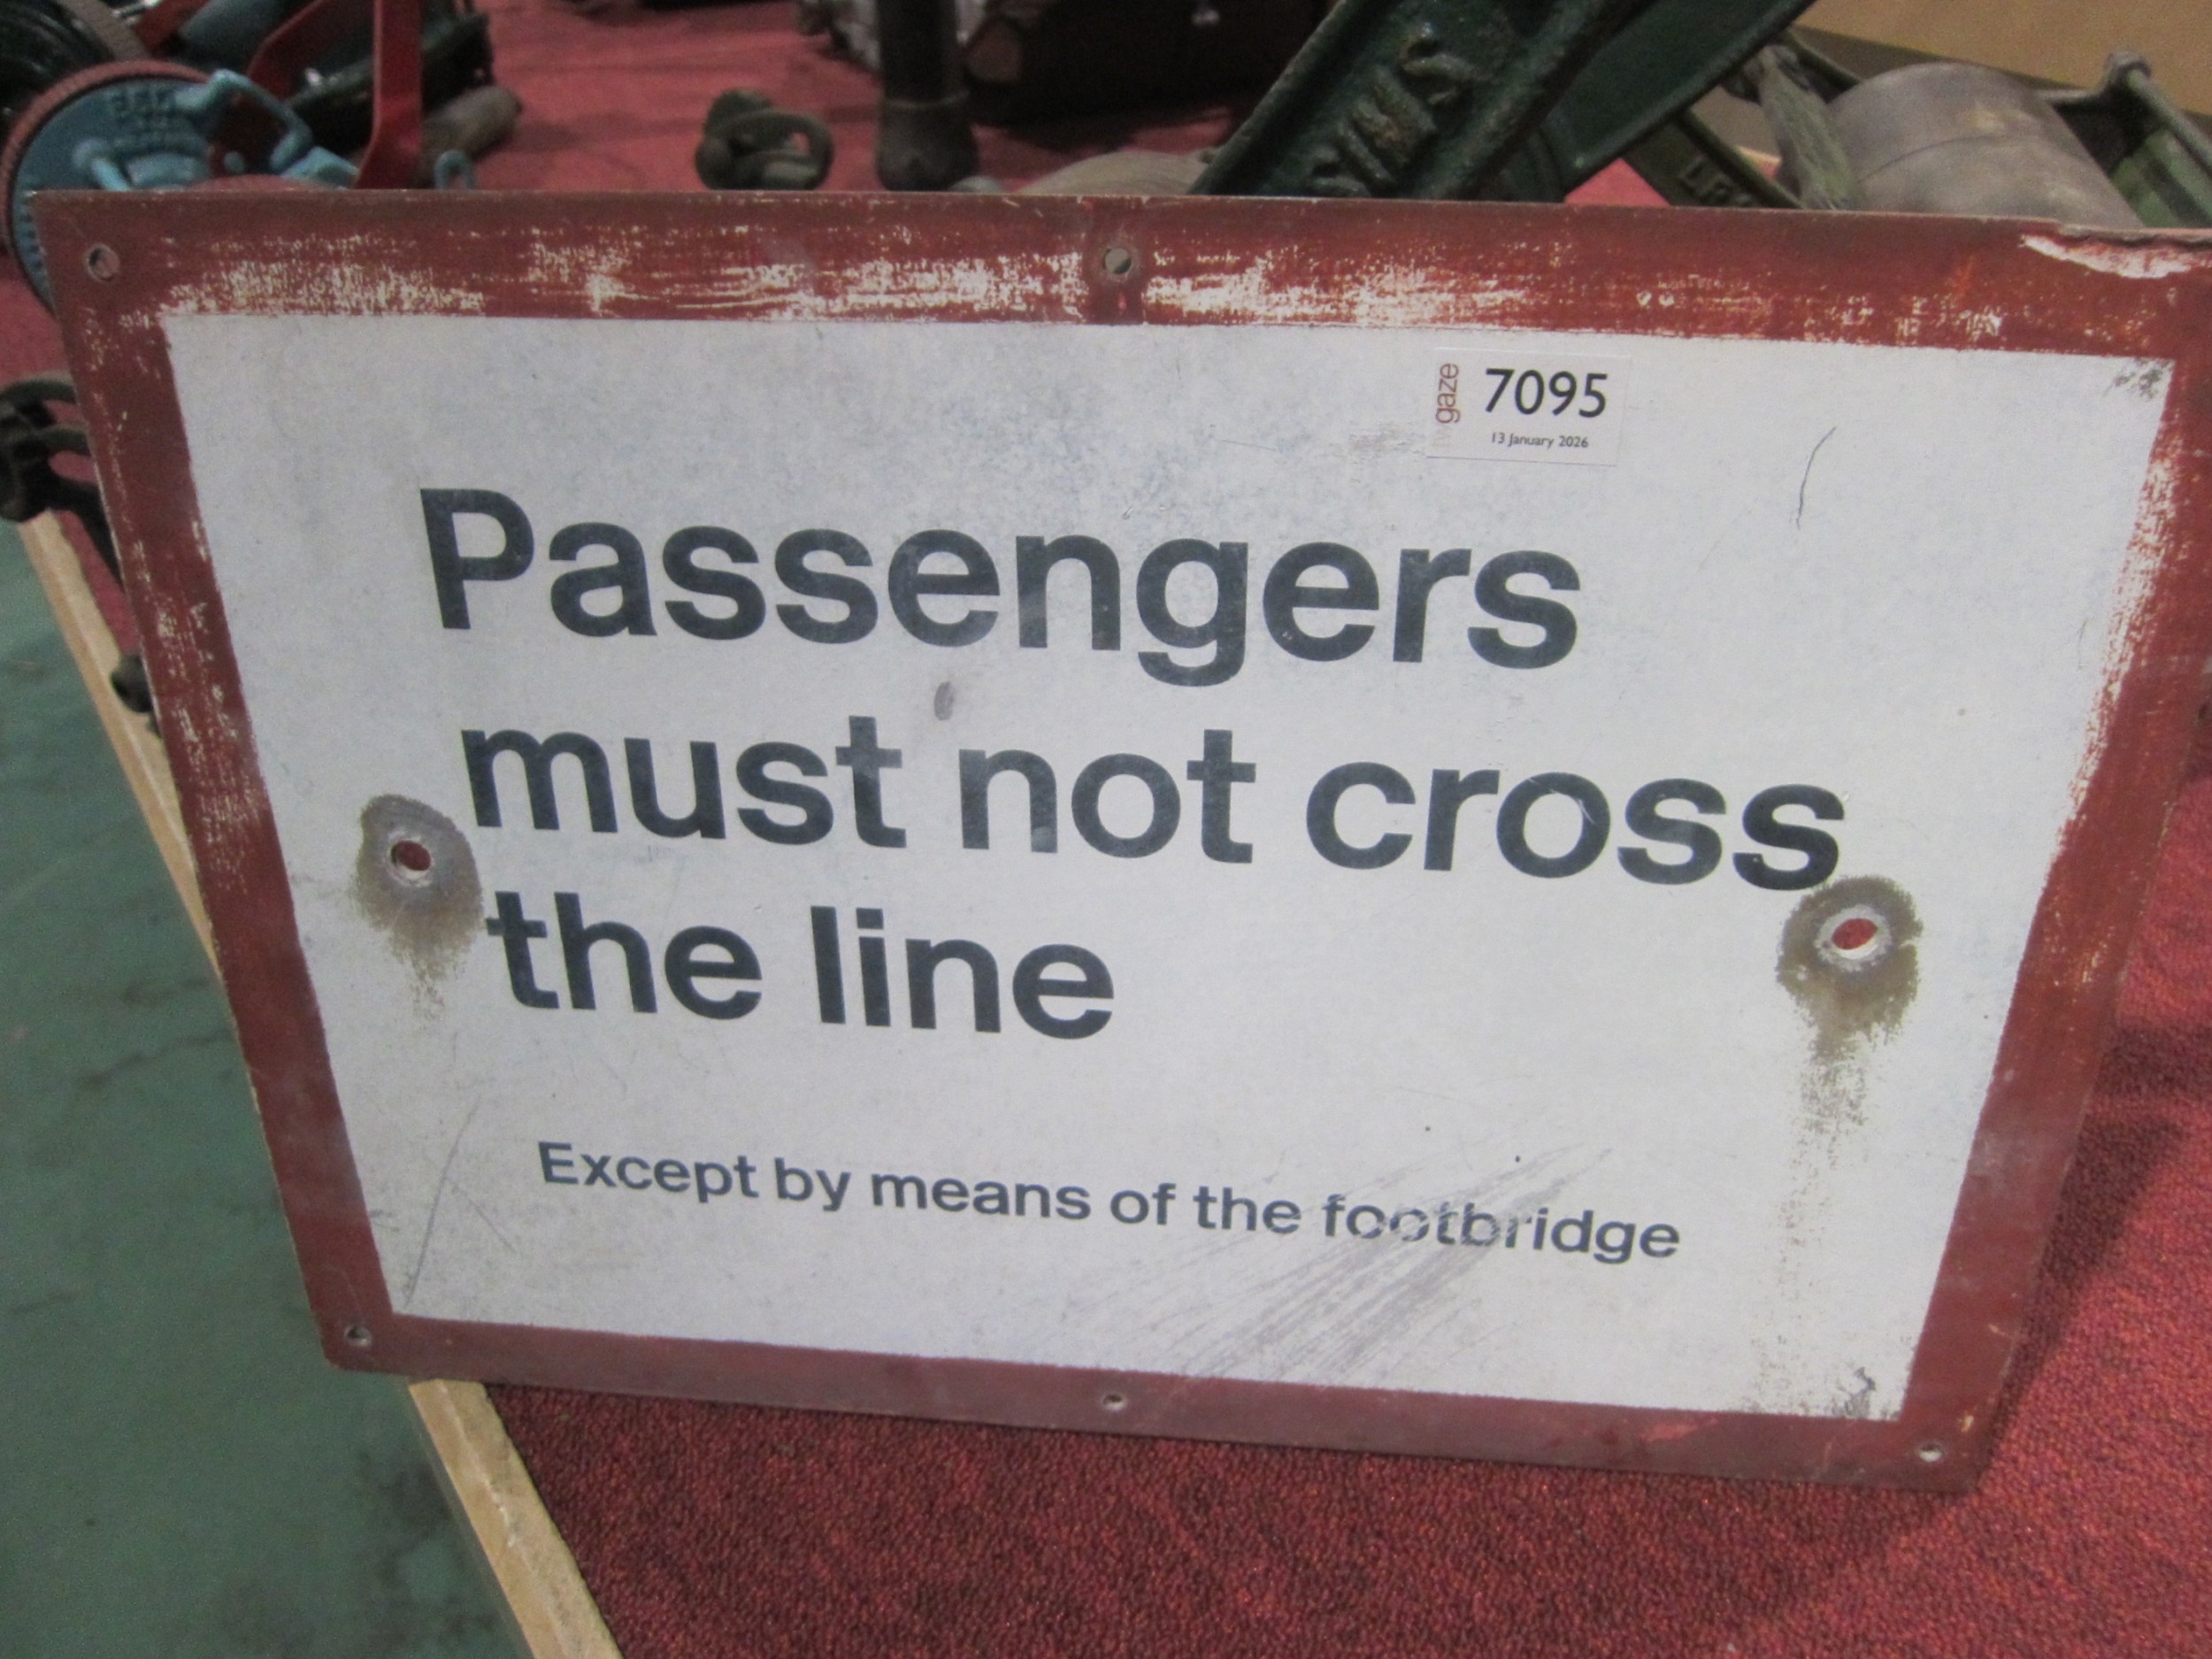 gaze
7095
13 January 2026
Passengers
must not cross
the line
Except by means of the footbridge